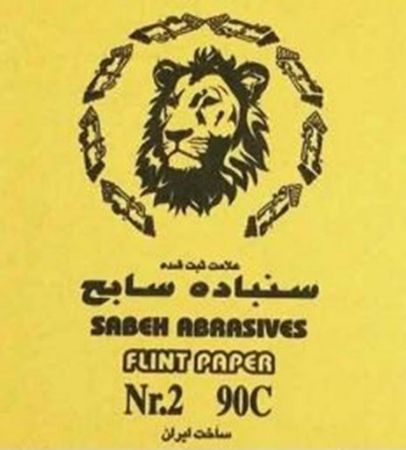 علامت ثبت شده
سنباده سابح
SABEH ABRASIVES
FLINT PAPER
Nr.2 90C
ساخت ایران